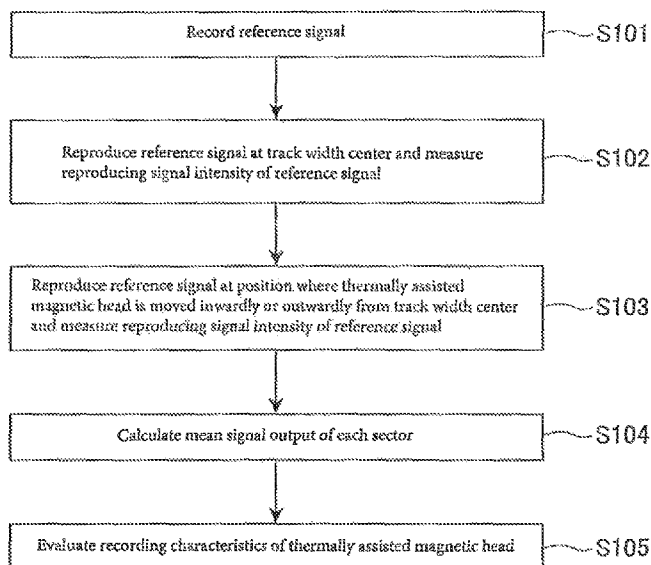 Record reference signal
S101
Reproduce reference signal at track width center and measure
reproducing signal intensity of reference signal
S102
Reproduce reference signal at position where thermally assisted
magnetic head is moved inwardly or outwardly from track width center
and measure reproducing signal intensity of reference signal
S103
Calculate mean signal output of each sector
S104
Evaluate recording characteristics of thermally assisted magnetic head
S105